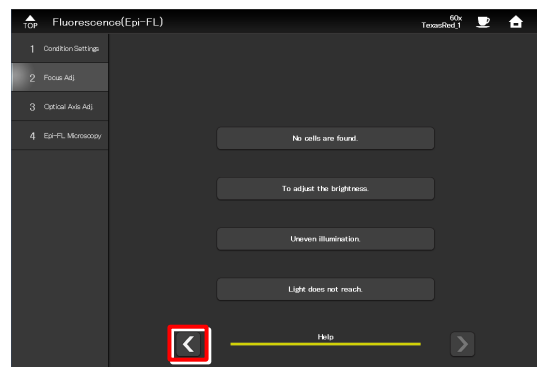 TOP Fluorescence(Epi-FL) 60x
TexasRed_1
1 Condition Settings
2 Focus Adj
3 Optical Axis Adj
4 Epi-FL Microscopy
No cells are found.
To adjust the brightness.
Uneven illumination.
Light does not reach.
Help